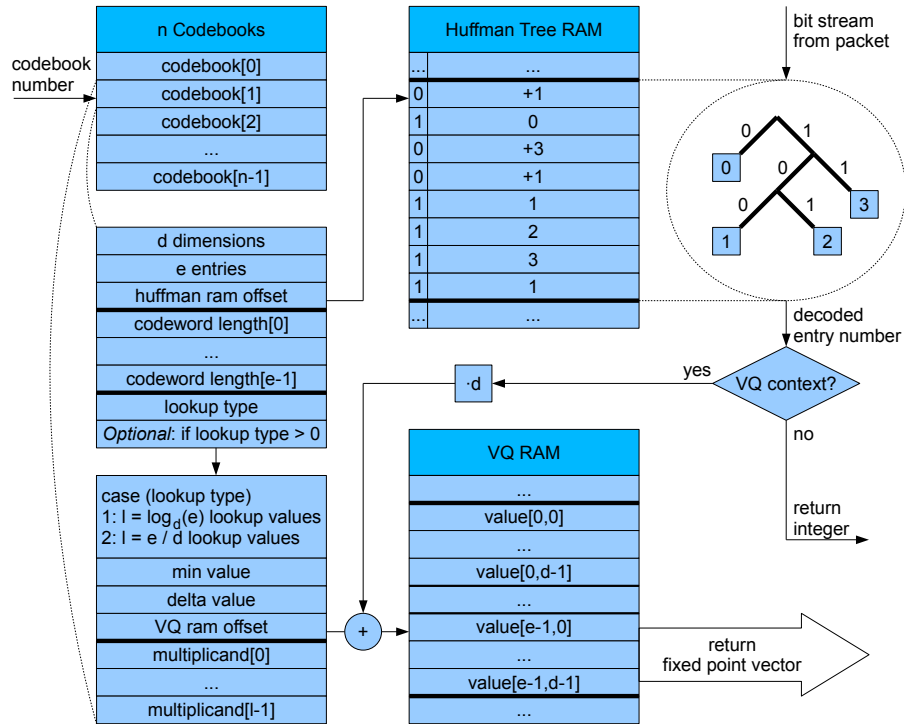 codebook
number
n Codebooks
codebook[0]
codebook[1]
codebook[2]
...
codebook[n-1]
d dimensions
e entries
huffman ram offset
codeword length[0]
...
codeword length[e-1]
lookup type
Optional: if lookup type > 0
case (lookup type)
1: l = log_d(e) lookup values
2: l = e / d lookup values
min value
delta value
VQ ram offset
multiplicand[0]
...
multiplicand[l-1]
Huffman Tree RAM
... ...
0 +1
1 0
0 +3
0 +1
1 1
1 2
1 3
1 1
... ...
bit stream
from packet
0 1
0 0 1
0 1 3
1 2
decoded
entry number
VQ context?
yes
·d
no
return
integer
+
VQ RAM
...
value[0,0]
...
value[0,d-1]
...
value[e-1,0]
...
value[e-1,d-1]
...
return
fixed point vector